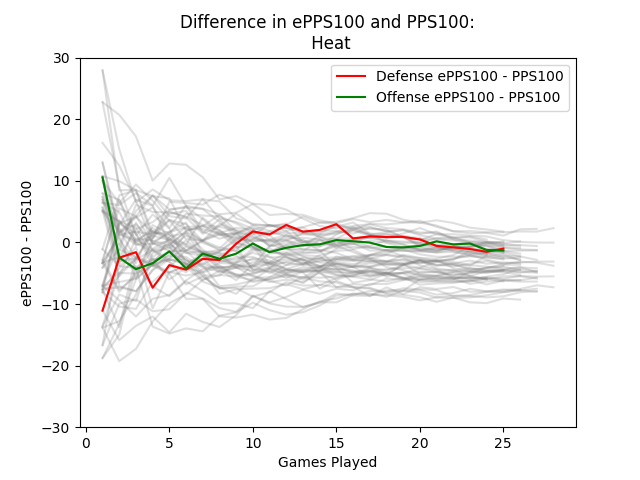 Difference in ePPS100 and PPS100:
Heat
Defense ePPS100 - PPS100
Offense ePPS100 - PPS100
ePPS100 - PPS100
30
20
10
0
−10
−20
−30
0
5
10
15
20
25
Games Played